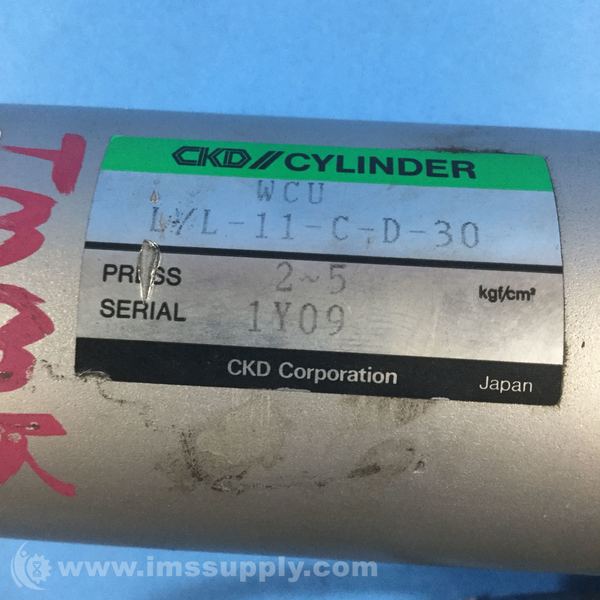 CKD//CYLINDER
WCU
L/L-11-C-D-30
PRESS 2~5 kgf/cm²
SERIAL 1Y09
CKD Corporation Japan
www.imssupply.com